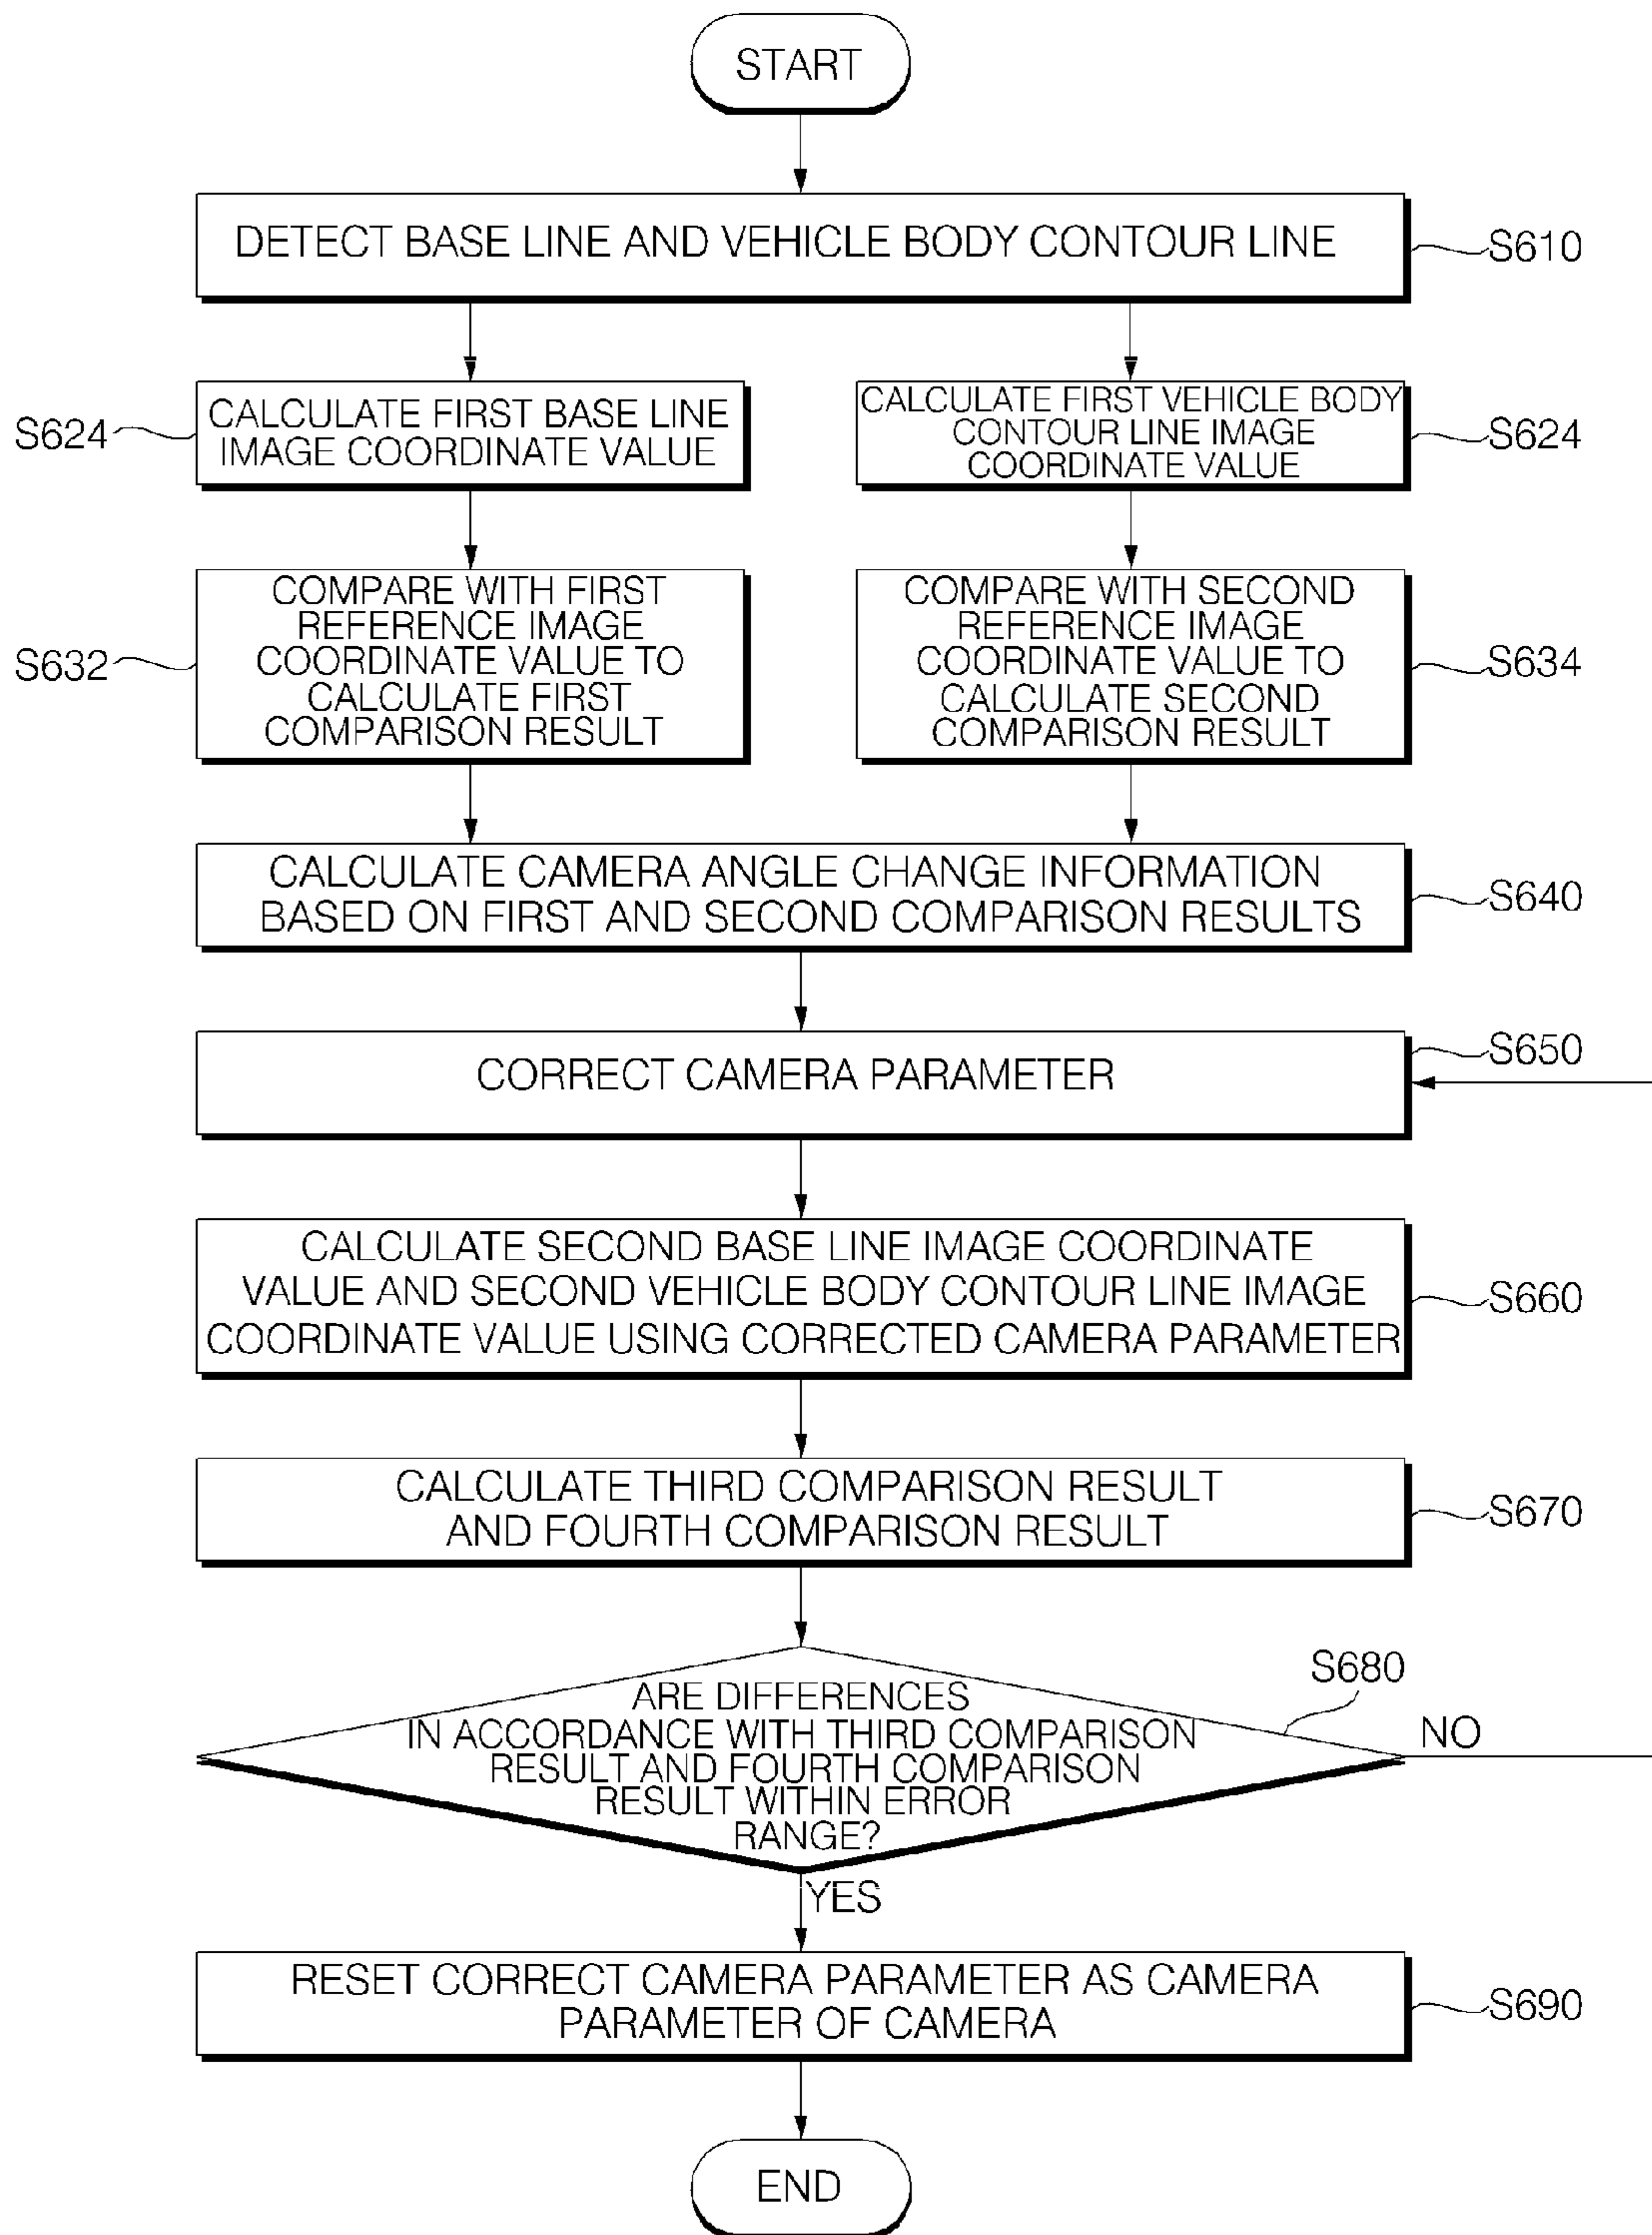 START
DETECT BASE LINE AND VEHICLE BODY CONTOUR LINE
S610
S624
CALCULATE FIRST BASE LINE
IMAGE COORDINATE VALUE
CALCULATE FIRST VEHICLE BODY
CONTOUR LINE IMAGE
COORDINATE VALUE
S624
S632
COMPARE WITH FIRST
REFERENCE IMAGE
COORDINATE VALUE TO
CALCULATE FIRST
COMPARISON RESULT
COMPARE WITH SECOND
REFERENCE IMAGE
COORDINATE VALUE TO
CALCULATE SECOND
COMPARISON RESULT
S634
CALCULATE CAMERA ANGLE CHANGE INFORMATION
BASED ON FIRST AND SECOND COMPARISON RESULTS
S640
CORRECT CAMERA PARAMETER
S650
CALCULATE SECOND BASE LINE IMAGE COORDINATE
VALUE AND SECOND VEHICLE BODY CONTOUR LINE IMAGE
COORDINATE VALUE USING CORRECTED CAMERA PARAMETER
S660
CALCULATE THIRD COMPARISON RESULT
AND FOURTH COMPARISON RESULT
S670
S680
ARE DIFFERENCES
IN ACCORDANCE WITH THIRD COMPARISON
RESULT AND FOURTH COMPARISON
RESULT WITHIN ERROR
RANGE?
NO
YES
RESET CORRECT CAMERA PARAMETER AS CAMERA
PARAMETER OF CAMERA
S690
END